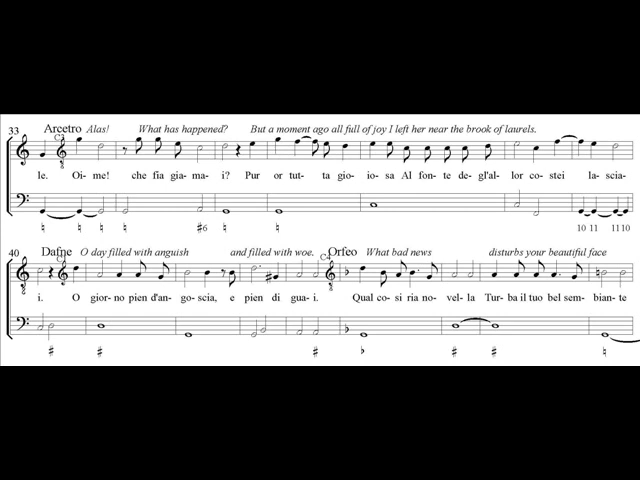 33 Arcetro Alas! What has happened? But a moment ago all full of joy I left her near the brook of laurels.
C3
le. Oi- me! che fia gia- ma- i? Pur or tut- ta gio- io- sa Al fon- te de- gl'al- lor co- stei la- scia-
♮ ♮ ♮ ♮ ♯6 ♮ ♮ 10 11 11 10
40 Dafne O day filled with anguish and filled with woe. Orfeo What bad news disturbs your beautiful face
C4
i. O gior- no pien d'an- go- scia, e pien di gua- i. Qual co- si ria no- vel- la Tur- ba il tuo bel sem- bian- te
♯ ♯ ♯ ♭ ♯ ♯ ♮